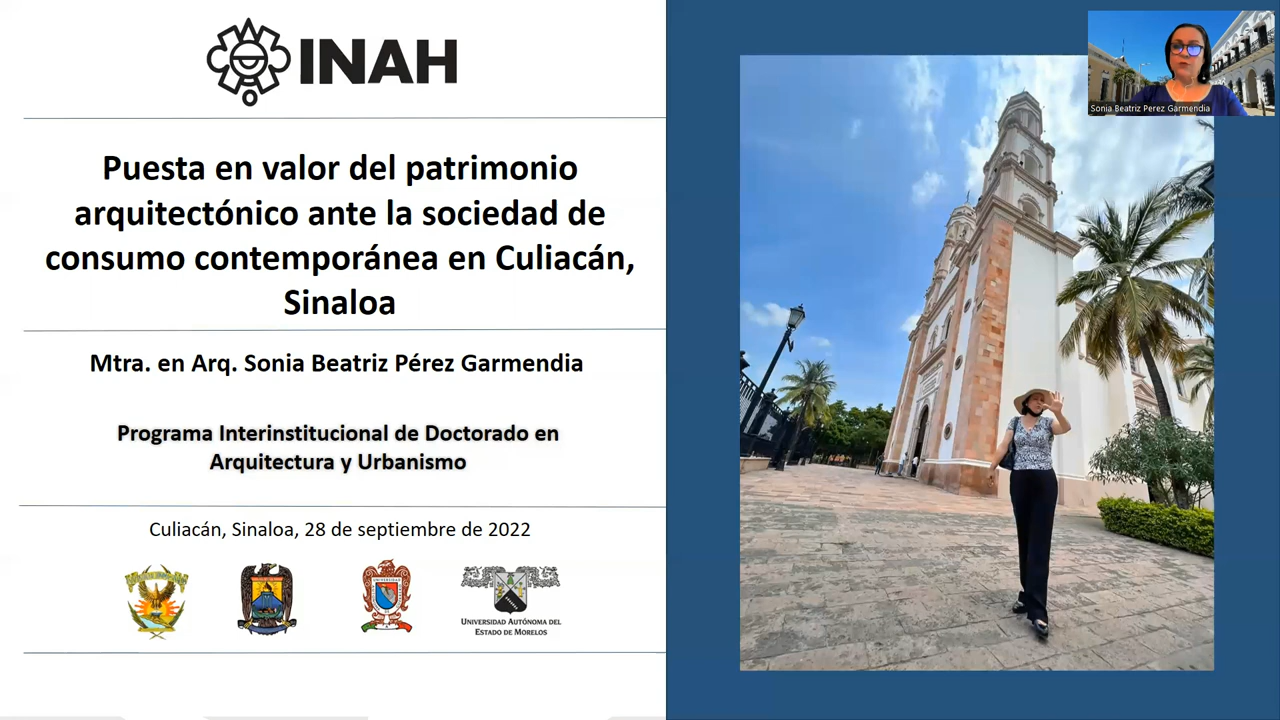 INAH
Puesta en valor del patrimonio
arquitectónico ante la sociedad de
consumo contemporánea en Culiacán,
Sinaloa
Mtra. en Arq. Sonia Beatriz Pérez Garmendia
Programa Interinstitucional de Doctorado en
Arquitectura y Urbanismo
Culiacán, Sinaloa, 28 de septiembre de 2022
UNIVERSIDAD AUTÓNOMA DEL
ESTADO DE MORELOS
Sonia Beatriz Perez Garmendia